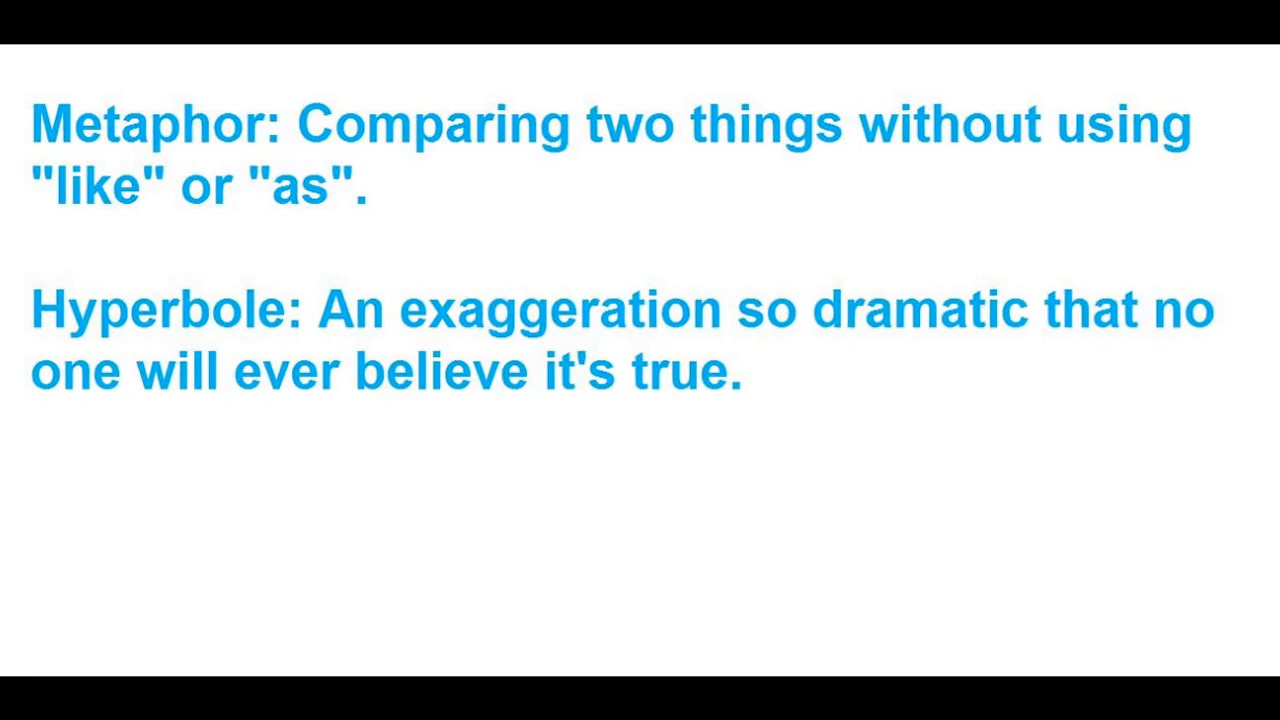 Metaphor: Comparing two things without using
"like" or "as".
Hyperbole: An exaggeration so dramatic that no
one will ever believe it's true.